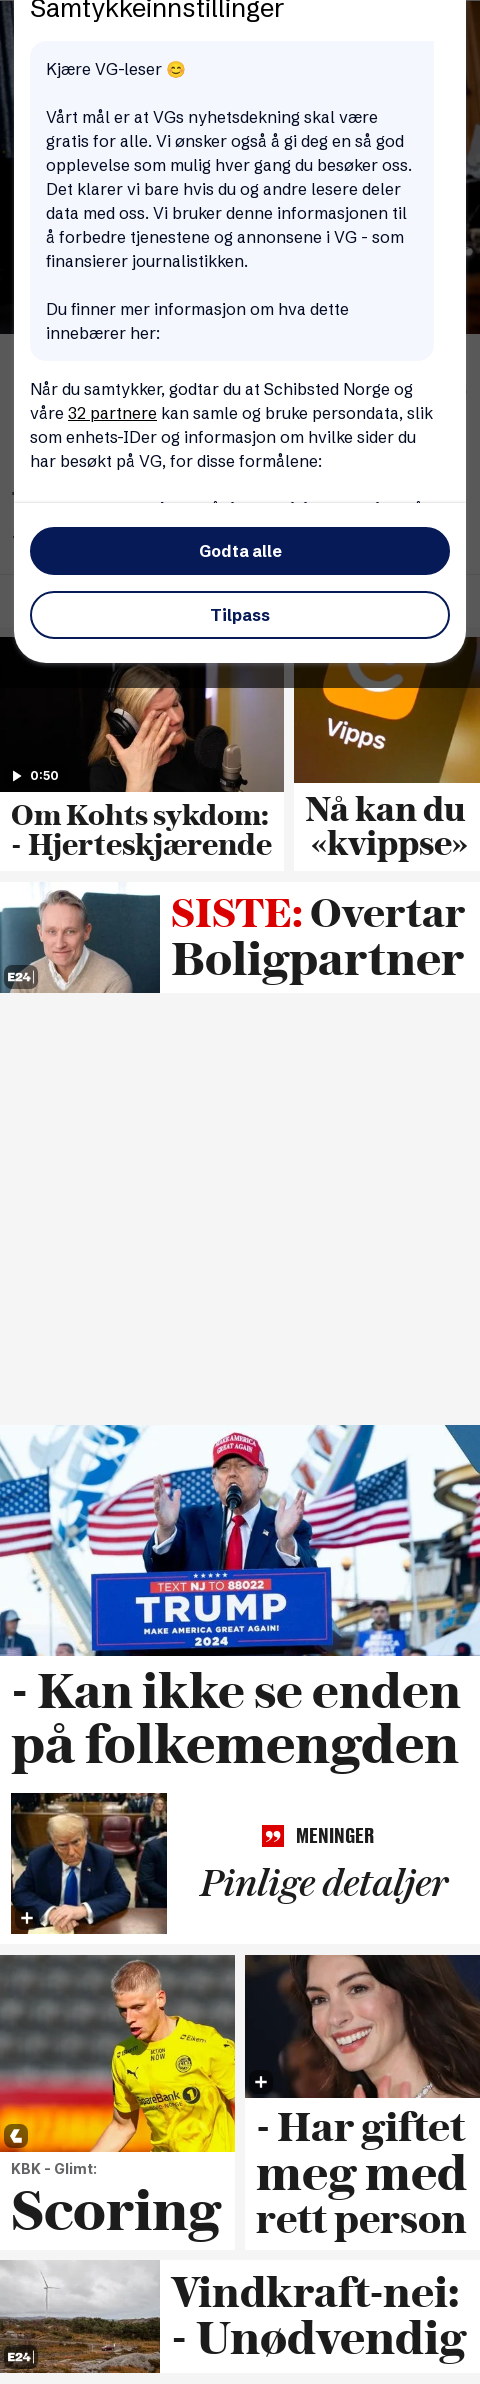 Samtykkeinnstillinger
Kjære VG-leser 😊
Vårt mål er at VGs nyhetsdekning skal være
gratis for alle. Vi ønsker også å gi deg en så god
opplevelse som mulig hver gang du besøker oss.
Det klarer vi bare hvis du og andre lesere deler
data med oss. Vi bruker denne informasjonen til
å forbedre tjenestene og annonsene i VG - som
finansierer journalistikken.
Du finner mer informasjon om hva dette
innebærer her:
Når du samtykker, godtar du at Schibsted Norge og
våre 32 partnere kan samle og bruke persondata, slik
som enhets-IDer og informasjon om hvilke sider du
har besøkt på VG, for disse formålene:
Godta alle
Tilpass
Vipps
0:50
Om Kohts sykdom:
- Hjerteskjærende
Nå kan du
«kvippse»
SISTE: Overtar
Boligpartner
E24
MAKE AMERICA
GREAT AGAIN
TEXT NJ TO 88022
TRUMP
MAKE AMERICA GREAT AGAIN!
2024
- Kan ikke se enden
på folkemengden
MENINGER
Pinlige detaljer
ACTION
NOW
Eiken
SpareBank 1
KBK - Glimt:
Scoring
- Har giftet
meg med
rett person
Vindkraft-nei:
- Unødvendig
E24